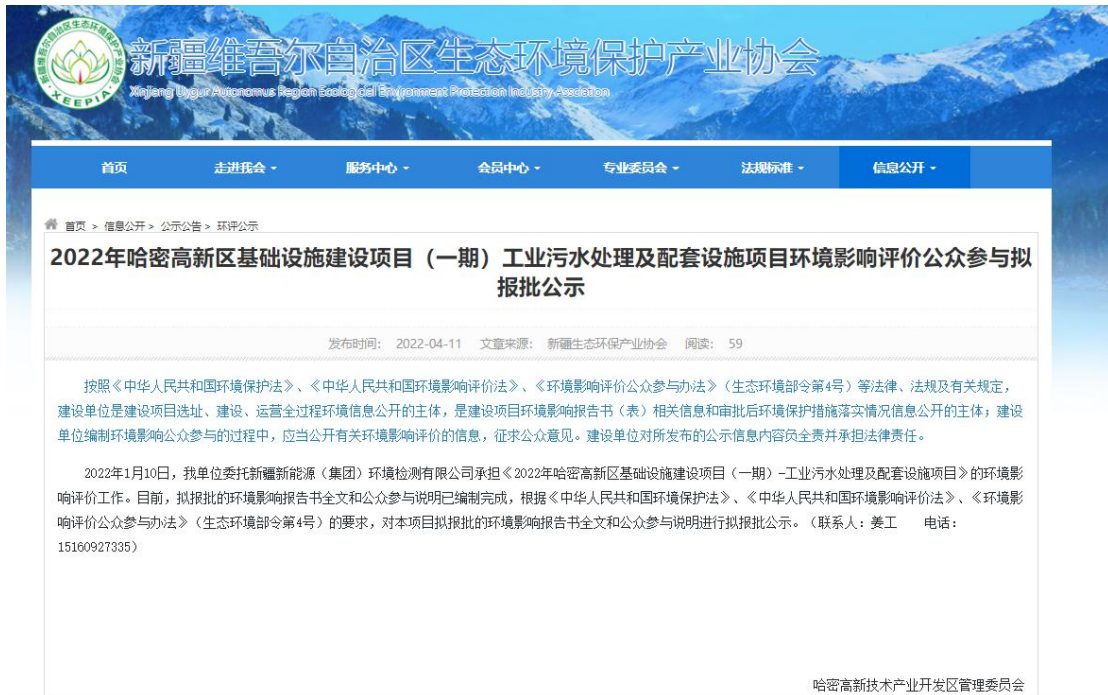 新疆维吾尔自治区生态环境保护产业协会
XEEPIA
Xinjiang Uygur Autonomous Region Ecological Environment Protection Industry Association
首页 走进我会 服务中心 会员中心 专业委员会 法规标准 信息公开
首页 > 信息公开 > 公示公告 > 环评公示
2022年哈密高新区基础设施建设项目（一期）工业污水处理及配套设施项目环境影响评价公众参与拟
报批公示
发布时间： 2022-04-11 文章来源： 新疆生态环保产业协会 阅读： 59
按照《中华人民共和国环境保护法》、《中华人民共和国环境影响评价法》、《环境影响评价公众参与办法》（生态环境部令第4号）等法律、法规及有关规定，
建设单位是建设项目选址、建设、运营全过程环境信息公开的主体，是建设项目环境影响报告书（表）相关信息和审批后环境保护措施落实情况信息公开的主体；建设
单位编制环境影响公众参与的过程中，应当公开有关环境影响评价的信息，征求公众意见。建设单位对所发布的公示信息内容负全责并承担法律责任。
2022年1月10日，我单位委托新疆新能源（集团）环境检测有限公司承担《2022年哈密高新区基础设施建设项目（一期）-工业污水处理及配套设施项目》的环境影
响评价工作。目前，拟报批的环境影响报告书全文和公众参与说明已编制完成，根据《中华人民共和国环境保护法》、《中华人民共和国环境影响评价法》、《环境影
响评价公众参与办法》（生态环境部令第4号）的要求，对本项目拟报批的环境影响报告书全文和公众参与说明进行拟报批公示。（联系人：姜工 电话：
15160927335）
哈密高新技术产业开发区管理委员会